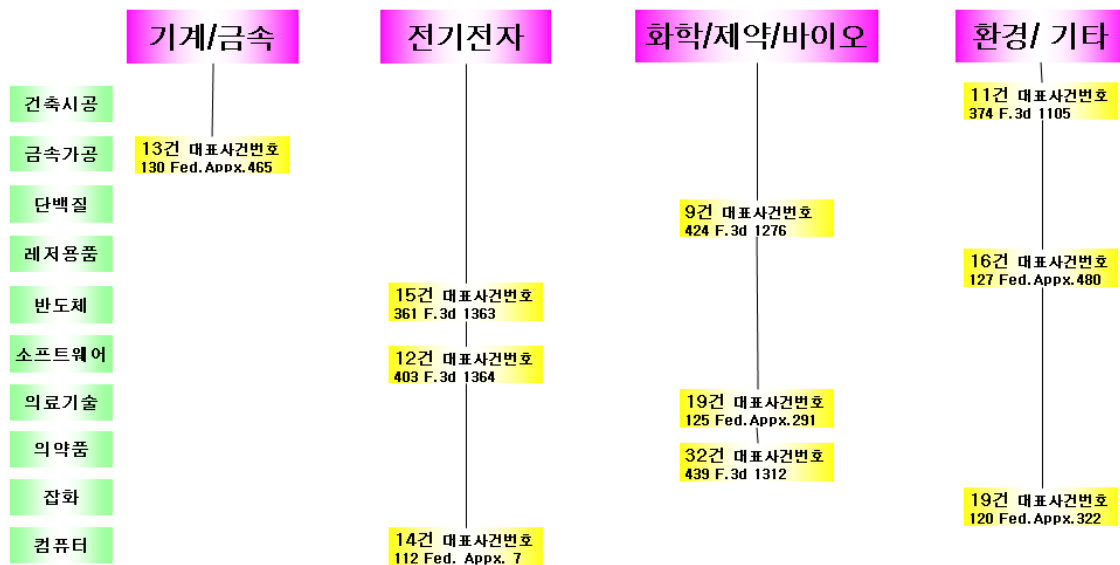 기계/금속
전기전자
화학/제약/바이오
환경/ 기타
건축시공
11건 대표사건번호
374 F.3d 1105
금속가공
13건 대표사건번호
130 Fed.Appx.465
단백질
9건 대표사건번호
424 F.3d 1276
레저용품
16건 대표사건번호
127 Fed.Appx.480
반도체
15건 대표사건번호
361 F.3d 1363
소프트웨어
12건 대표사건번호
403 F.3d 1364
의료기술
19건 대표사건번호
125 Fed.Appx.291
의약품
32건 대표사건번호
439 F.3d 1312
잡화
19건 대표사건번호
120 Fed.Appx.322
컴퓨터
14건 대표사건번호
112 Fed. Appx. 7